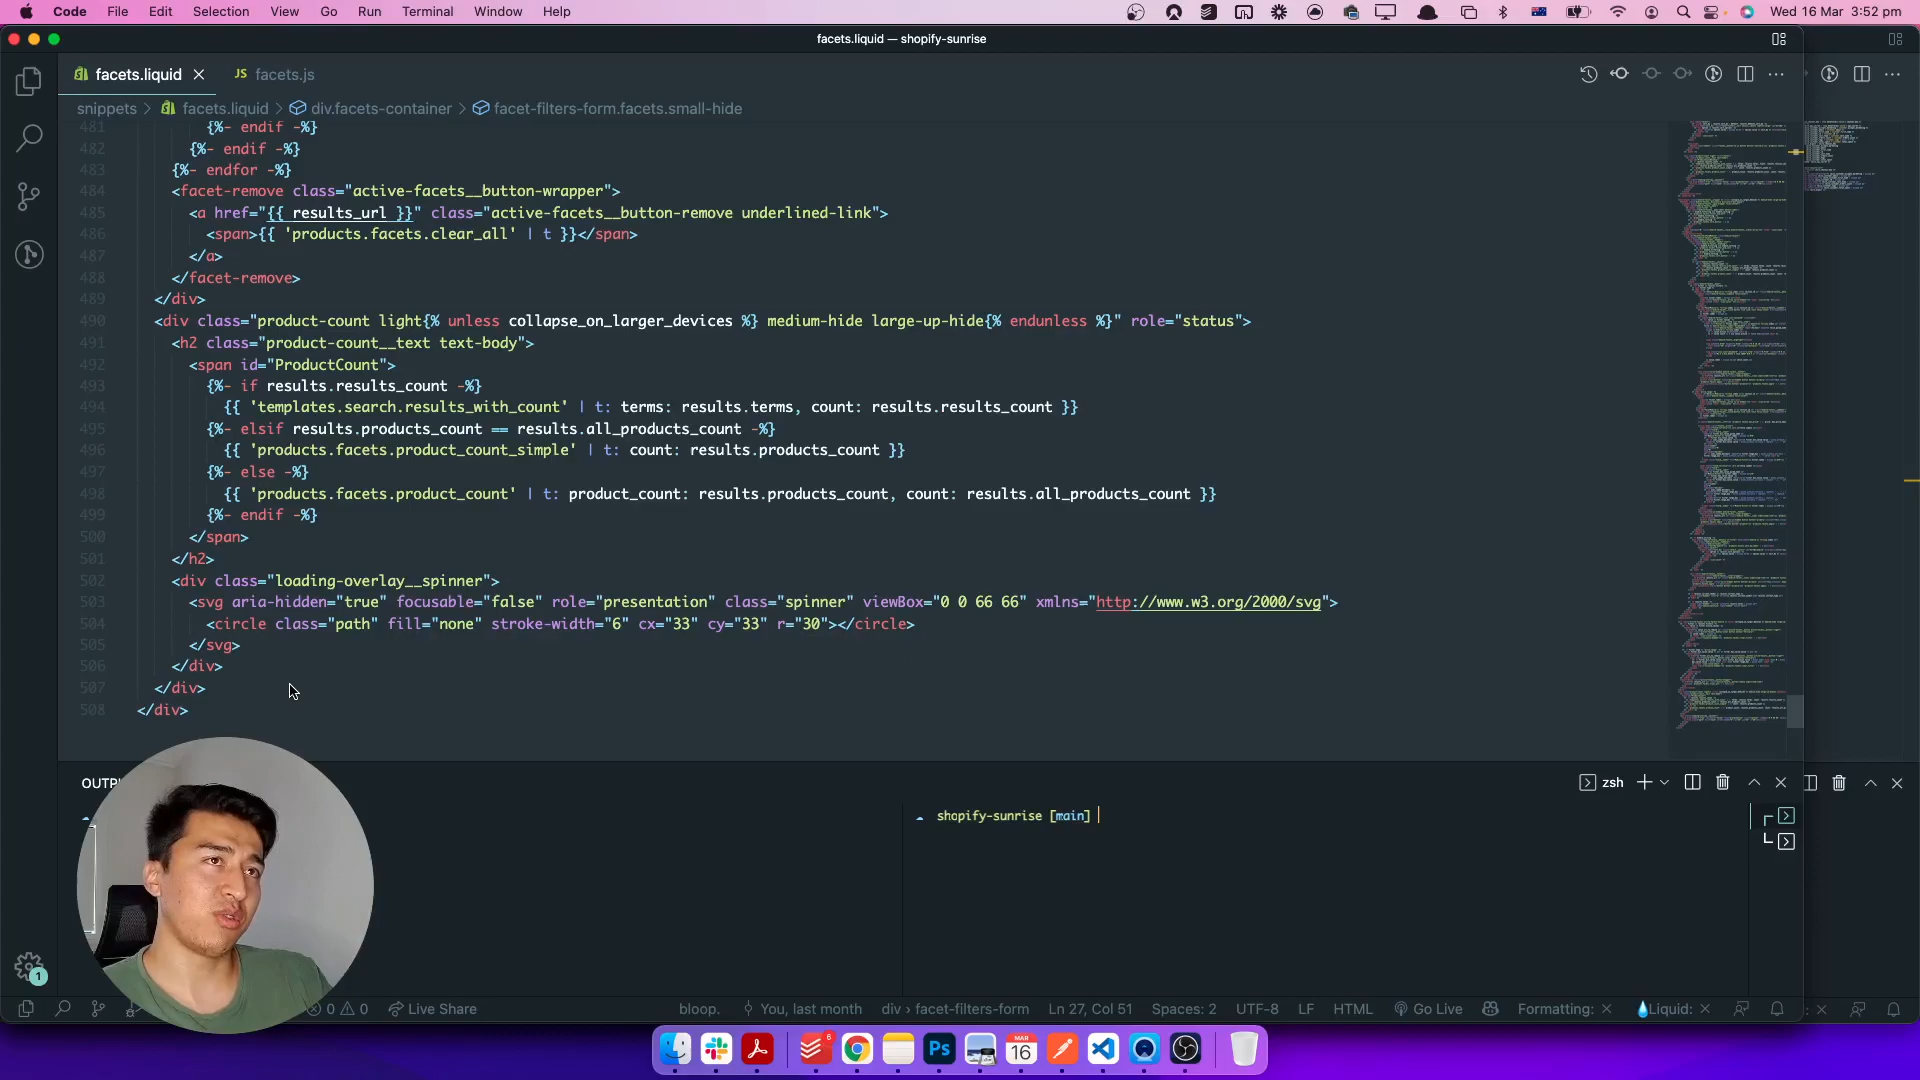 Code File Edit Selection View Go Run Terminal Window Help
Wed 16 Mar 3:52 pm
facets.liquid — shopify-sunrise
facets.liquid
JS facets.js
snippets > facets.liquid > div.facets-container > facet-filters-form.facets.small-hide
481 {%- endif -%}
482 {%- endif -%}
483 {%- endfor -%}
484 <facet-remove class="active-facets__button-wrapper">
485 <a href="{{ results_url }}" class="active-facets__button-remove underlined-link">
486 <span>{{ 'products.facets.clear_all' | t }}</span>
487 </a>
488 </facet-remove>
489 </div>
490 <div class="product-count light{% unless collapse_on_larger_devices %} medium-hide large-up-hide{% endunless %}" role="status">
491 <h2 class="product-count__text text-body">
492 <span id="ProductCount">
493 {%- if results.results_count -%}
494 {{ 'templates.search.results_with_count' | t: terms: results.terms, count: results.results_count }}
495 {%- elsif results.products_count == results.all_products_count -%}
496 {{ 'products.facets.product_count_simple' | t: count: results.products_count }}
497 {%- else -%}
498 {{ 'products.facets.product_count' | t: product_count: results.products_count, count: results.all_products_count }}
499 {%- endif -%}
500 </span>
501 </h2>
502 <div class="loading-overlay__spinner">
503 <svg aria-hidden="true" focusable="false" role="presentation" class="spinner" viewBox="0 0 66 66" xmlns="http://www.w3.org/2000/svg">
504 <circle class="path" fill="none" stroke-width="6" cx="33" cy="33" r="30"></circle>
505 </svg>
506 </div>
507 </div>
508 </div>
OUTP
zsh
shopify-sunrise [main]
1
0 0 Live Share
bloop. You, last month div › facet-filters-form Ln 27, Col 51 Spaces: 2 UTF-8 LF HTML Go Live Formatting: Liquid:
6
Ps
MAR
16